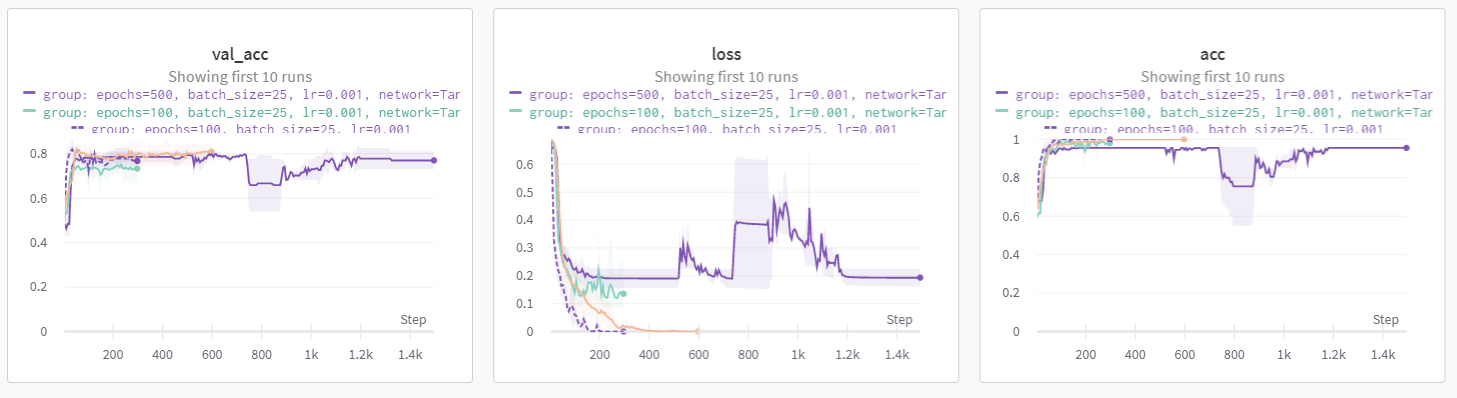 val_acc
Showing first 10 runs
group: epochs=500, batch_size=25, lr=0.001, network=Tar
group: epochs=100, batch_size=25, lr=0.001, network=Tar
group: epochs=100, batch_size=25, lr=0.001
0.8
0.6
0.4
0.2
0
Step
200 400 600 800 1k 1.2k 1.4k
loss
Showing first 10 runs
group: epochs=500, batch_size=25, lr=0.001, network=Tar
group: epochs=100, batch_size=25, lr=0.001, network=Tar
group: epochs=100, batch_size=25, lr=0.001
0.6
0.5
0.4
0.3
0.2
0.1
0
Step
200 400 600 800 1k 1.2k 1.4k
acc
Showing first 10 runs
group: epochs=500, batch_size=25, lr=0.001, network=Tar
group: epochs=100, batch_size=25, lr=0.001, network=Tar
group: epochs=100, batch_size=25, lr=0.001
1
0.8
0.6
0.4
0.2
0
Step
200 400 600 800 1k 1.2k 1.4k